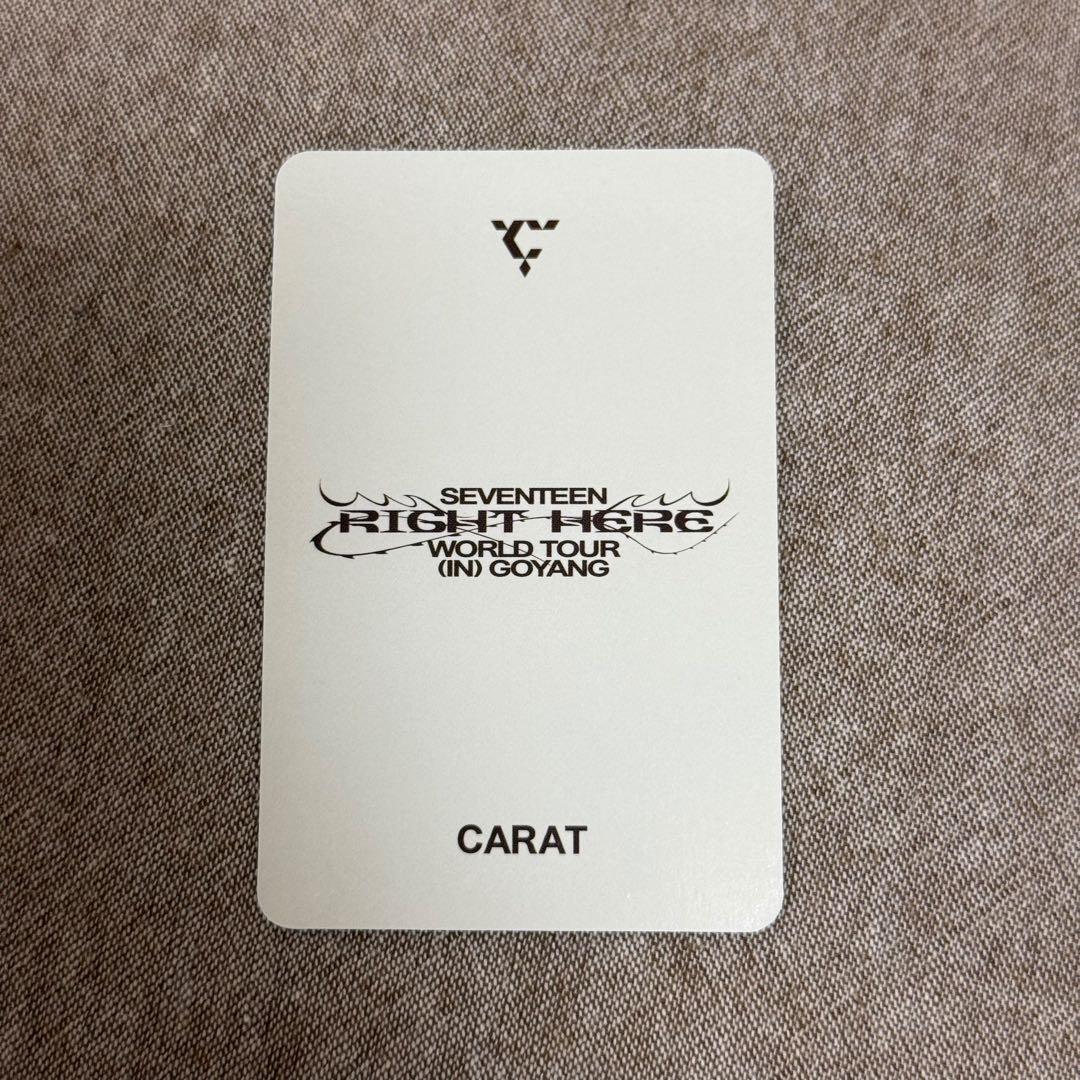 SEVENTEEN
RIGHT HERE
WORLD TOUR
(IN) GOYANG
CARAT